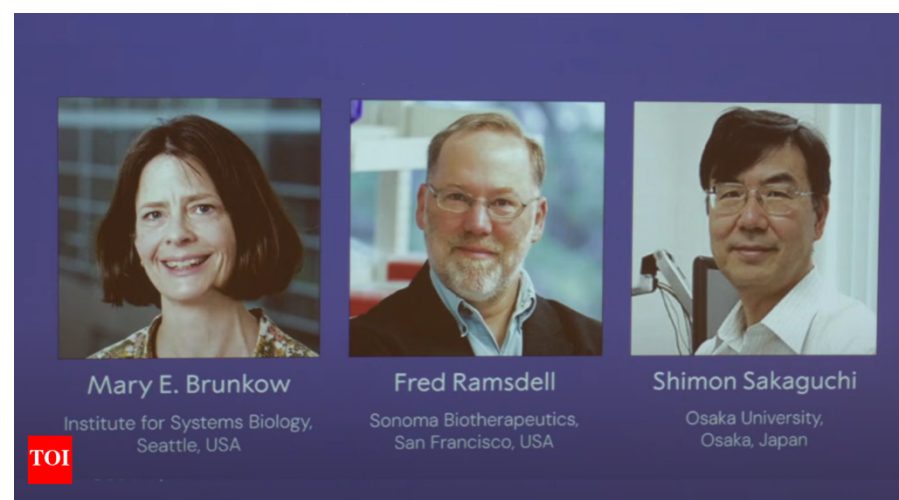 Mary E. Brunkow
Institute for Systems Biology,
Seattle, USA
Fred Ramsdell
Sonoma Biotherapeutics,
San Francisco, USA
Shimon Sakaguchi
Osaka University,
Osaka, Japan
TOI